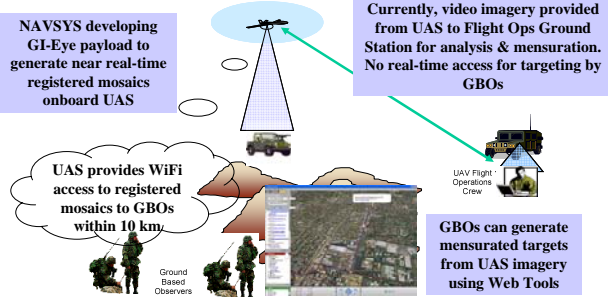 NAVSYS developing
GI-Eye payload to
generate near real-time
registered mosaics
onboard UAS
Currently, video imagery provided
from UAS to Flight Ops Ground
Station for analysis & mensuration.
No real-time access for targeting by
GBOs
UAS provides WiFi
access to registered
mosaics to GBOs
within 10 km
UAV Flight
Operations
Crew
Ground
Based
Observers
GBOs can generate
mensurated targets
from UAS imagery
using Web Tools